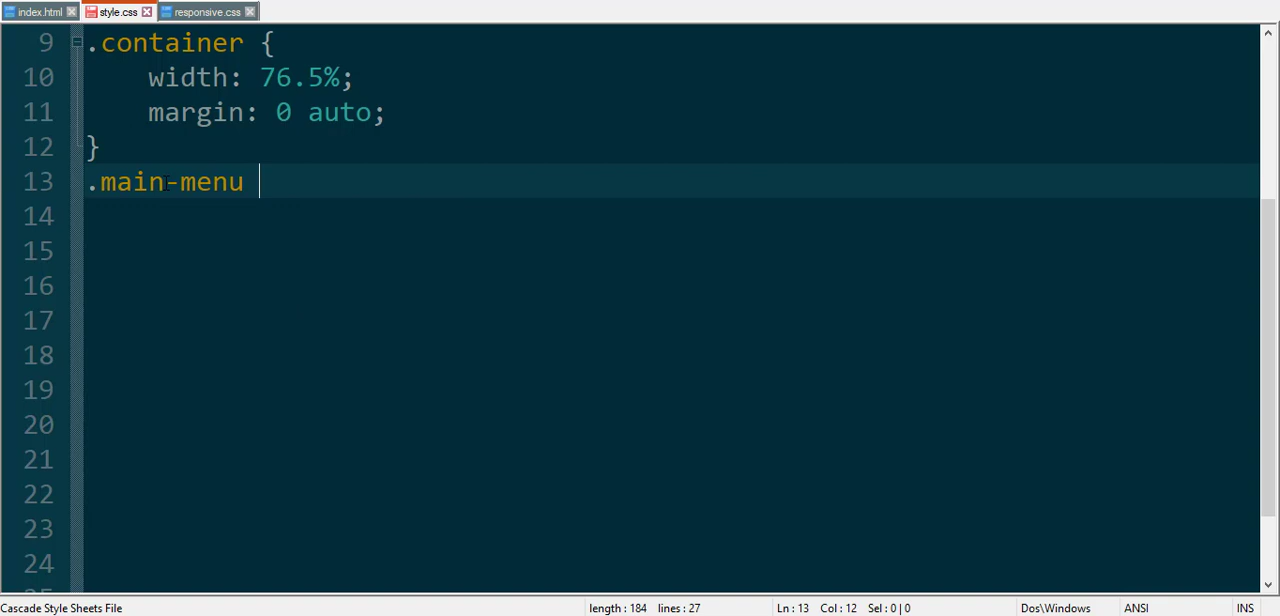 index.html style.css responsive.css
9 .container {
10 width: 76.5%;
11 margin: 0 auto;
12 }
13 .main-menu
14
15
16
17
18
19
20
21
22
23
24
Cascade Style Sheets File length : 184 lines : 27 Ln : 13 Col : 12 Sel : 0 | 0 Dos\Windows ANSI INS